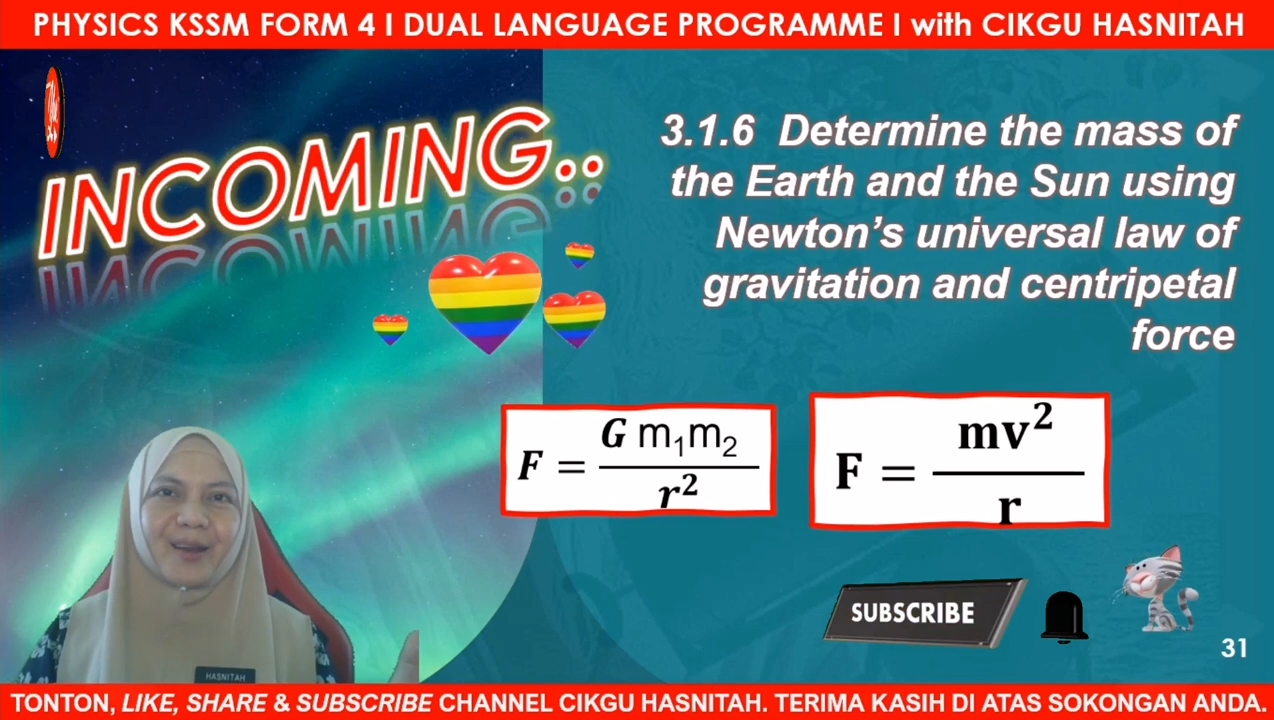 PHYSICS KSSM FORM 4 I DUAL LANGUAGE PROGRAMME I with CIKGU HASNITAH
INCOMING..
3.1.6 Determine the mass of
the Earth and the Sun using
Newton's universal law of
gravitation and centripetal
force
F = G m₁m₂ / r²
F = mv² / r
SUBSCRIBE
HASNITAH
31
TONTON, LIKE, SHARE & SUBSCRIBE CHANNEL CIKGU HASNITAH. TERIMA KASIH DI ATAS SOKONGAN ANDA.